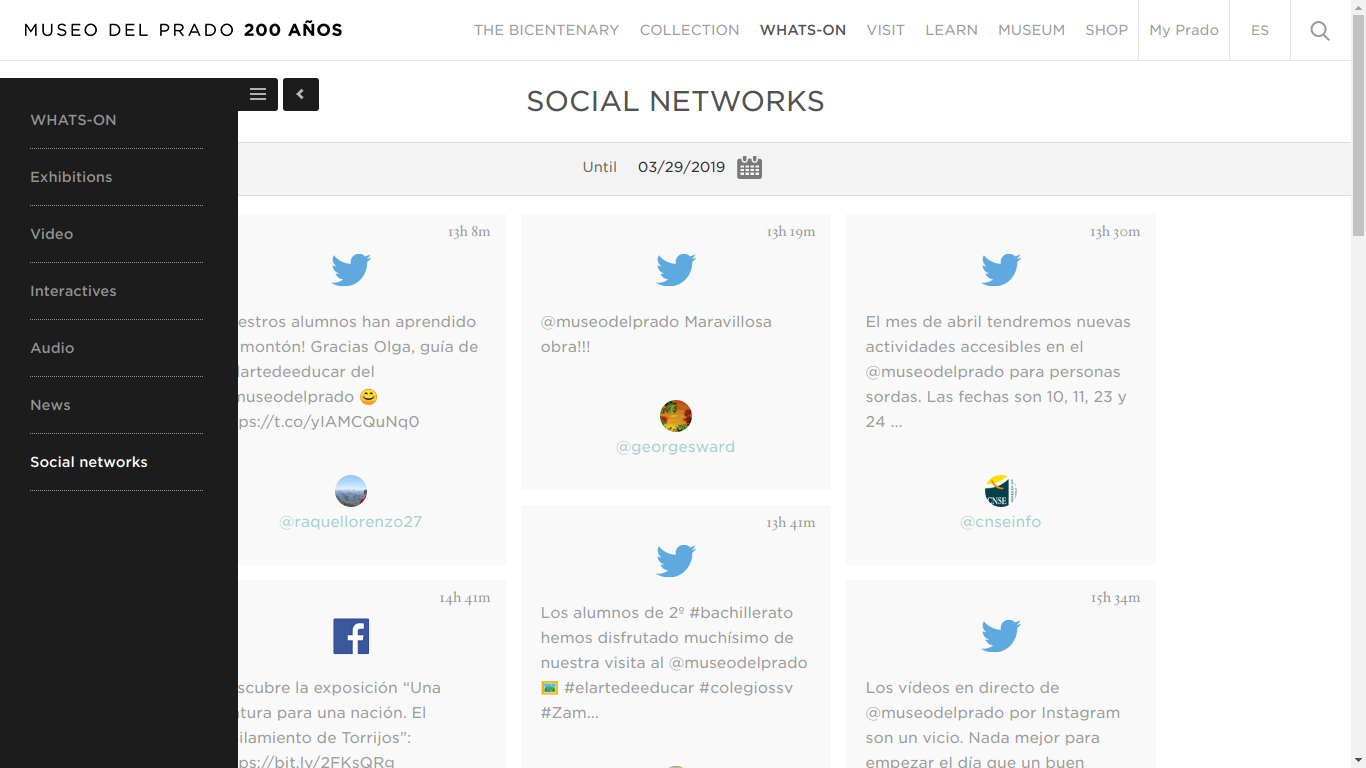 MUSEO DEL PRADO 200 AÑOS
THE BICENTENARY COLLECTION WHATS-ON VISIT LEARN MUSEUM SHOP My Prado ES
SOCIAL NETWORKS
Until 03/29/2019
WHATS-ON
Exhibitions
Video
Interactives
Audio
News
Social networks
13h 8m
estros alumnos han aprendido
montón! Gracias Olga, guía de
lartedeeducar del
museodelprado 😊
ps://t.co/yIAMCQuNq0
@raquellorenzo27
13h 19m
@museodelprado Maravillosa
obra!!!
@georgesward
13h 30m
El mes de abril tendremos nuevas
actividades accesibles en el
@museodelprado para personas
sordas. Las fechas son 10, 11, 23 y
24 ...
CNSE
@cnseinfo
14h 41m
scubre la exposición “Una
tura para una nación. El
ilamiento de Torrijos”:
ps://bit.ly/2FKsQRg
13h 41m
Los alumnos de 2º #bachillerato
hemos disfrutado muchísimo de
nuestra visita al @museodelprado
🖼️ #elartedeeducar #colegiossv
#Zam...
15h 34m
Los vídeos en directo de
@museodelprado por Instagram
son un vicio. Nada mejor para
empezar el día que un buen